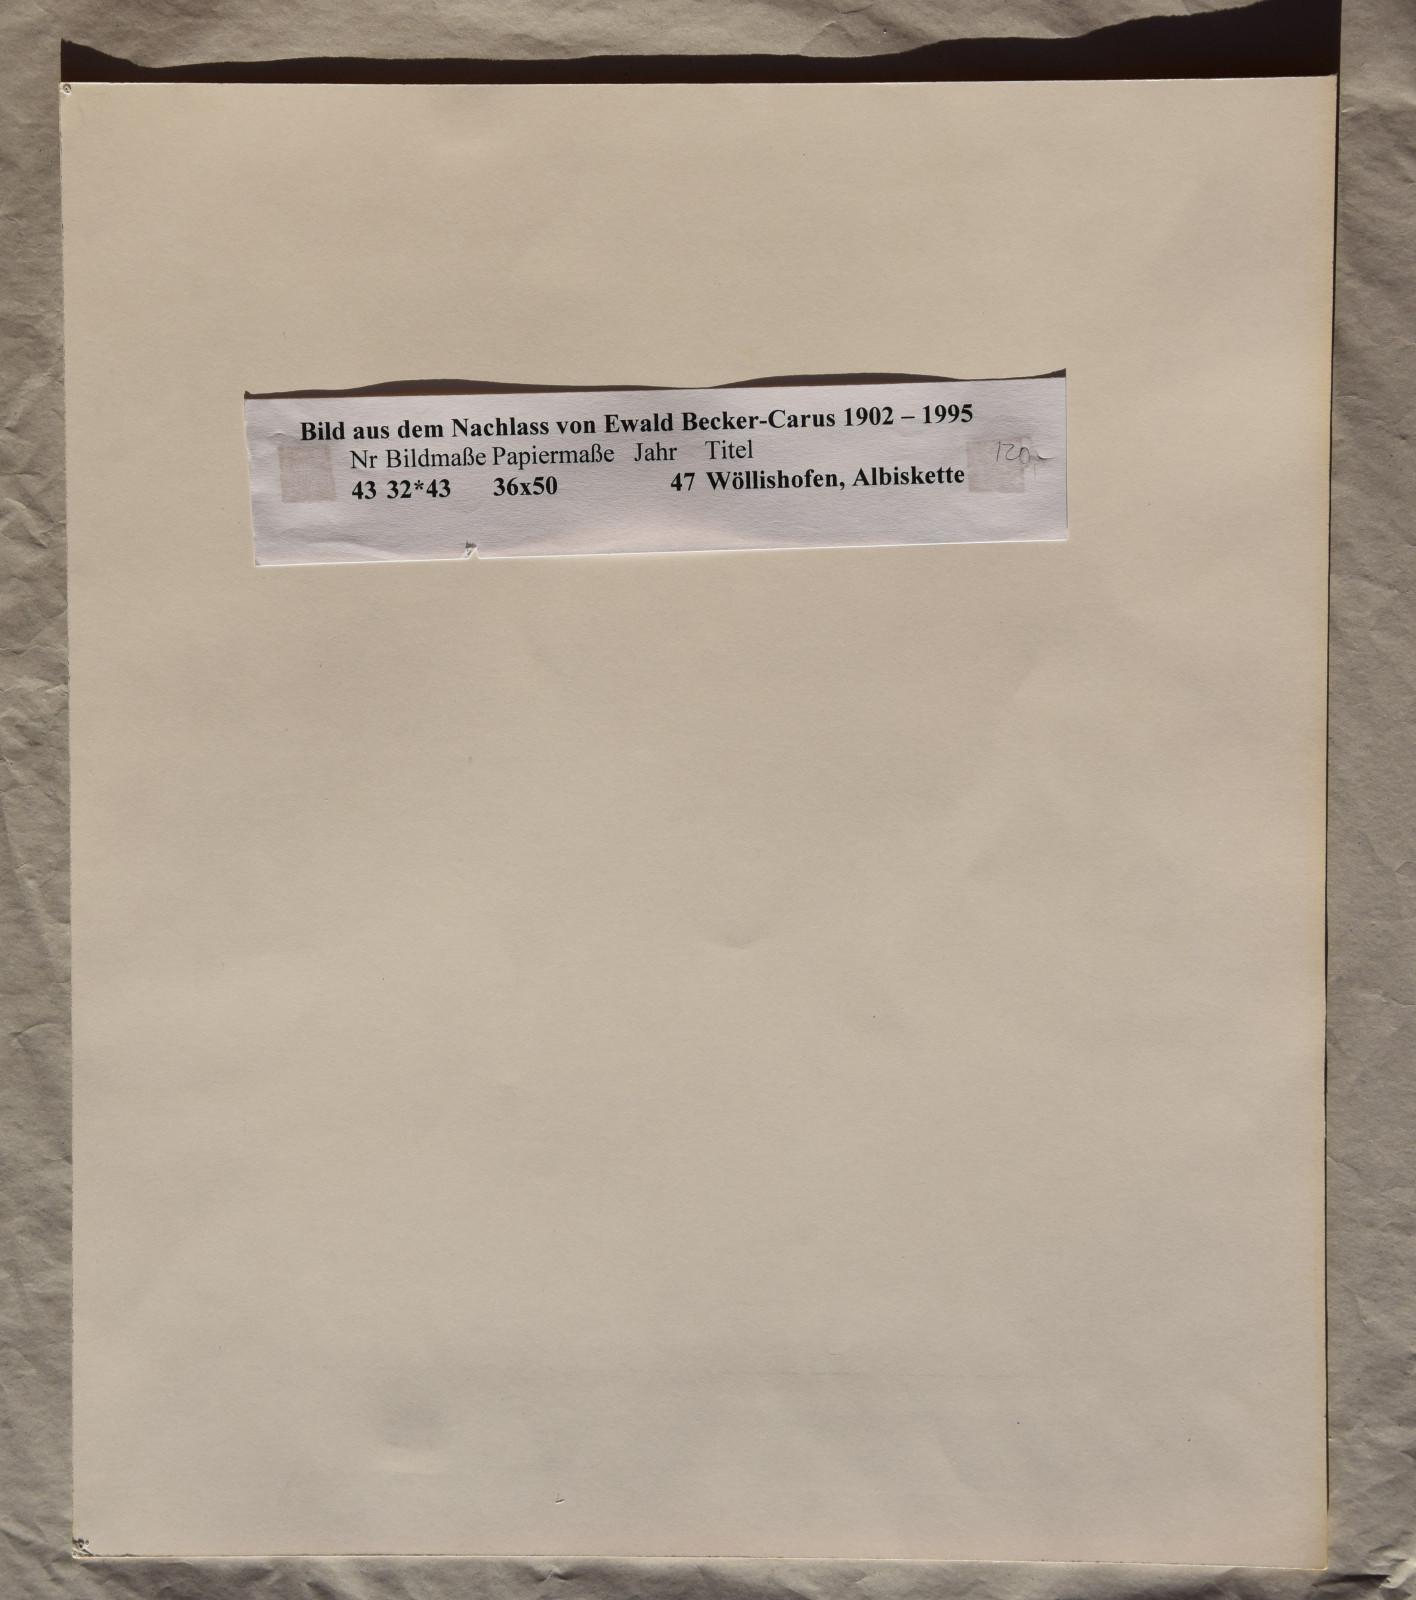 Bild aus dem Nachlass von Ewald Becker-Carus 1902 – 1995
Nr Bildmaße Papiermaße Jahr Titel
43 32*43 36x50 47 Wöllishofen, Albiskette